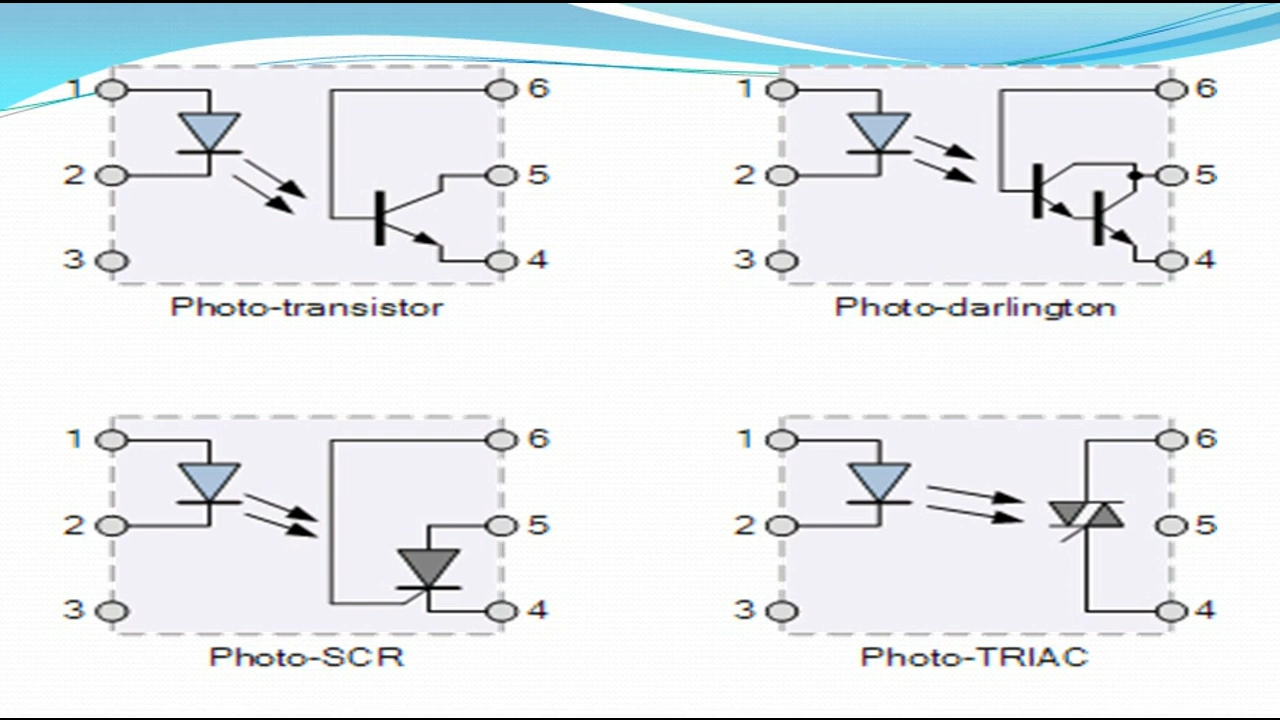 1 6 1 6
2 5 2 5
3 4 3 4
Photo-transistor Photo-darlington
1 6 1 6
2 5 2 5
3 4 3 4
Photo-SCR Photo-TRIAC